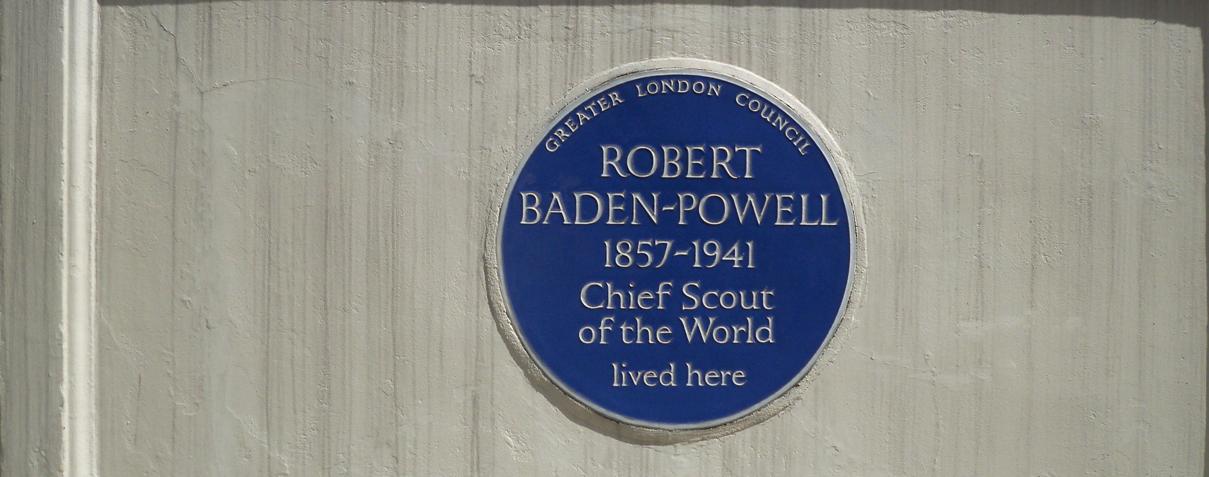 GREATER LONDON COUNCIL
ROBERT
BADEN-POWELL
1857-1941
Chief Scout
of the World
lived here